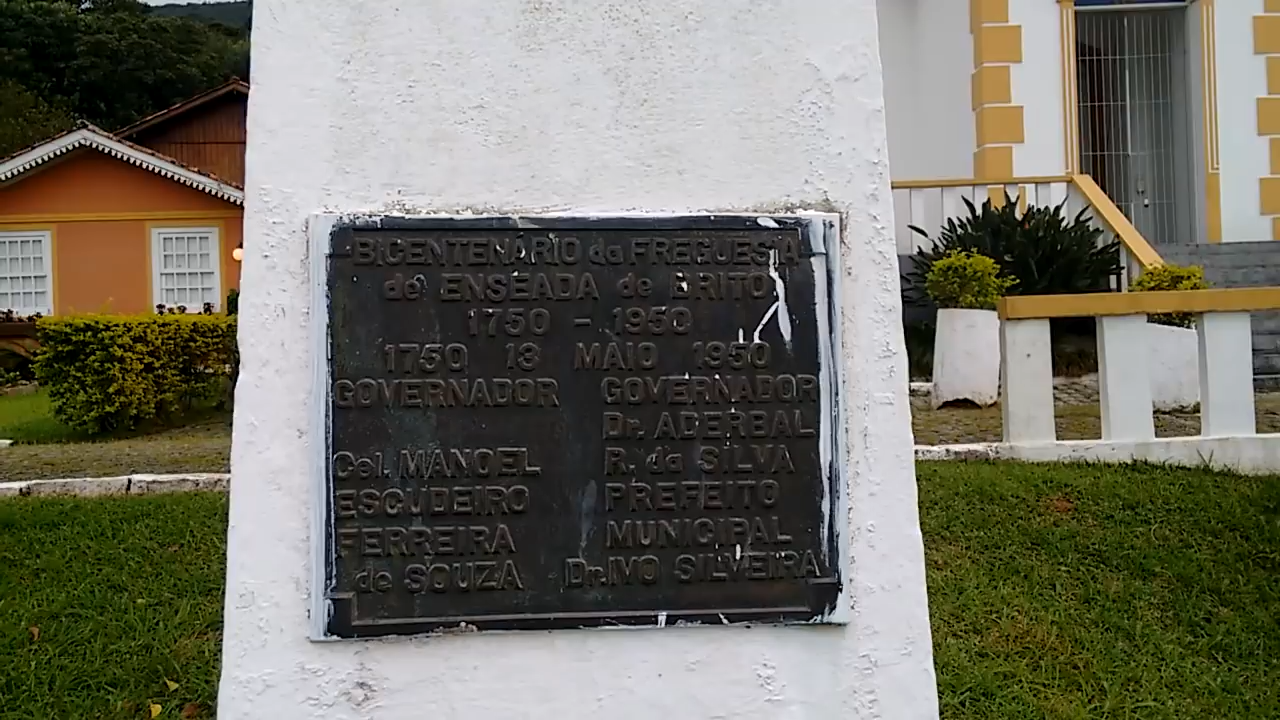 BICENTENÁRIO da FREGUESIA
de ENSEADA de BRITO
1750 - 1950
1750 13 MAIO 1950
GOVERNADOR
Cel. MANOEL
ESCUDEIRO
FERREIRA
de SOUZA
GOVERNADOR
Dr. ADERBAL
R. da SILVA
PREFEITO
MUNICIPAL
Dr. IVO SILVEIRA